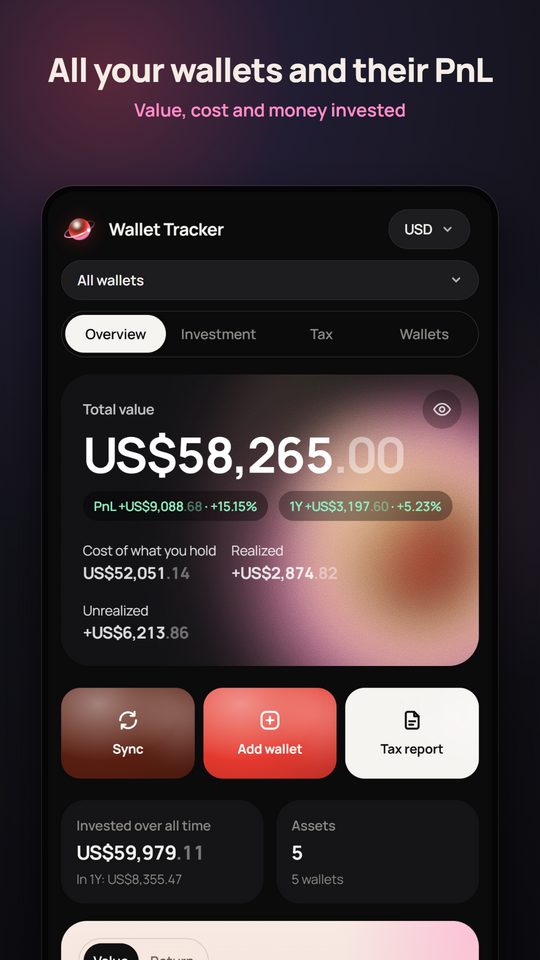 All your wallets and their PnL
Value, cost and money invested
Wallet Tracker
USD
All wallets
Overview Investment Tax Wallets
Total value
US$58,265.00
PnL +US$9,088.68 · +15.15% 1Y +US$3,197.60 · +5.23%
Cost of what you hold Realized
US$52,051.14 +US$2,874.82
Unrealized
+US$6,213.86
Sync Add wallet Tax report
Invested over all time Assets
US$59,979.11 5
In 1Y: US$8,355.47 5 wallets
Value Return